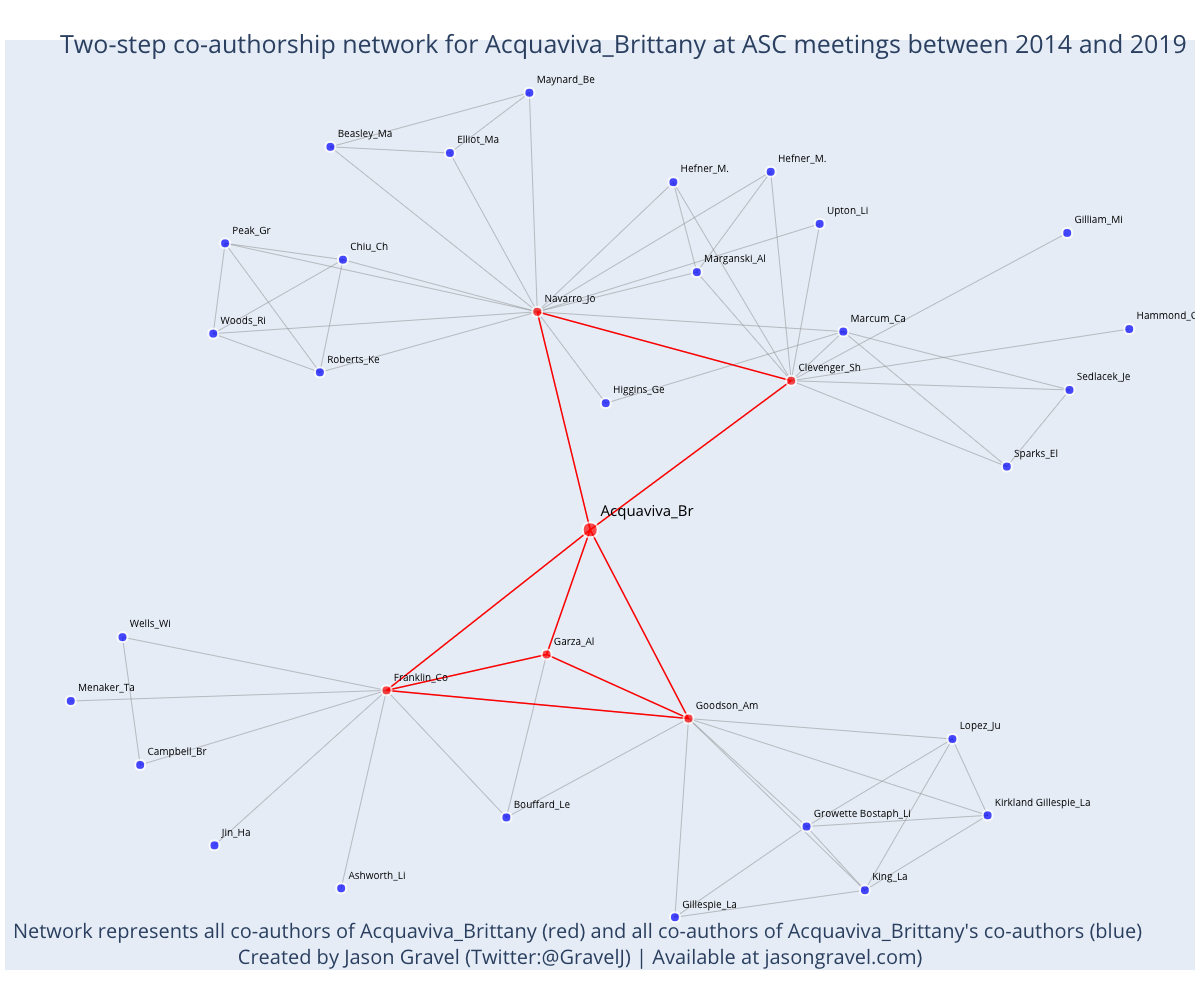 Two-step co-authorship network for Acquaviva_Brittany at ASC meetings between 2014 and 2019
Maynard_Be
Beasley_Ma
Elliot_Ma
Hefner_M.
Hefner_M.
Upton_Li
Gilliam_Mi
Peak_Gr
Chiu_Ch
Marganski_Al
Navarro_Jo
Woods_Ri
Marcum_Ca
Hammond_C
Roberts_Ke
Clevenger_Sh
Higgins_Ge
Sedlacek_Je
Sparks_El
Acquaviva_Br
Wells_Wi
Garza_Al
Franklin_Co
Menaker_Ta
Goodson_Am
Lopez_Ju
Campbell_Br
Bouffard_Le
Kirkland Gillespie_La
Growette Bostaph_Li
Jin_Ha
Ashworth_Li
King_La
Gillespie_La
Network represents all co-authors of Acquaviva_Brittany (red) and all co-authors of Acquaviva_Brittany's co-authors (blue)
Created by Jason Gravel (Twitter:@GravelJ) | Available at jasongravel.com)